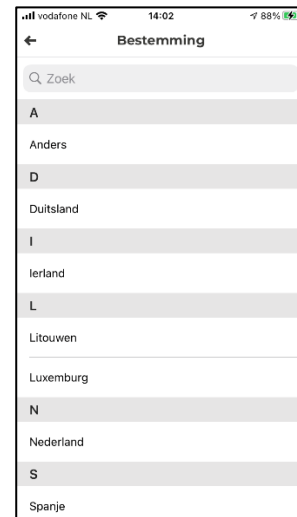 vodafone NL 14:02 88%
Bestemming
Zoek
A
Anders
D
Duitsland
I
Ierland
L
Litouwen
Luxemburg
N
Nederland
S
Spanje